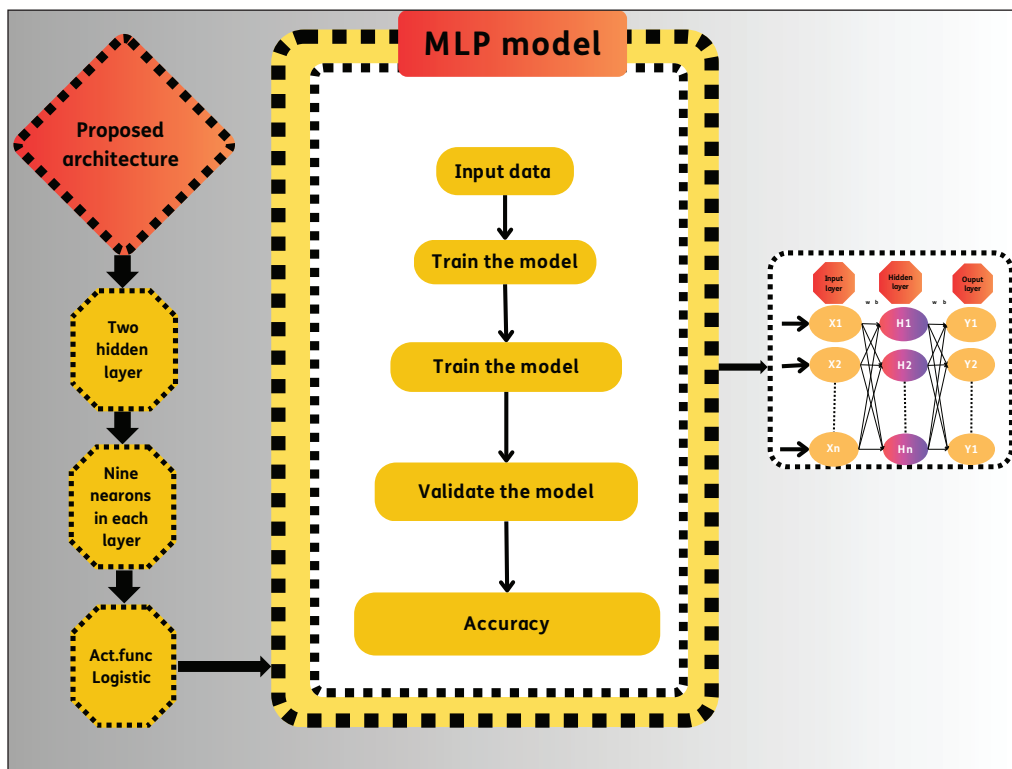 MLP model
Proposed
architecture
Two
hidden
layer
Nine
nearons
in each
layer
Act.func
Logistic
Input data
Train the model
Train the model
Validate the model
Accuracy
Input
layer
Hidden
layer
Ouput
layer
w b
w b
X1
H1
Y1
X2
H2
Y2
Xn
Hn
Y1